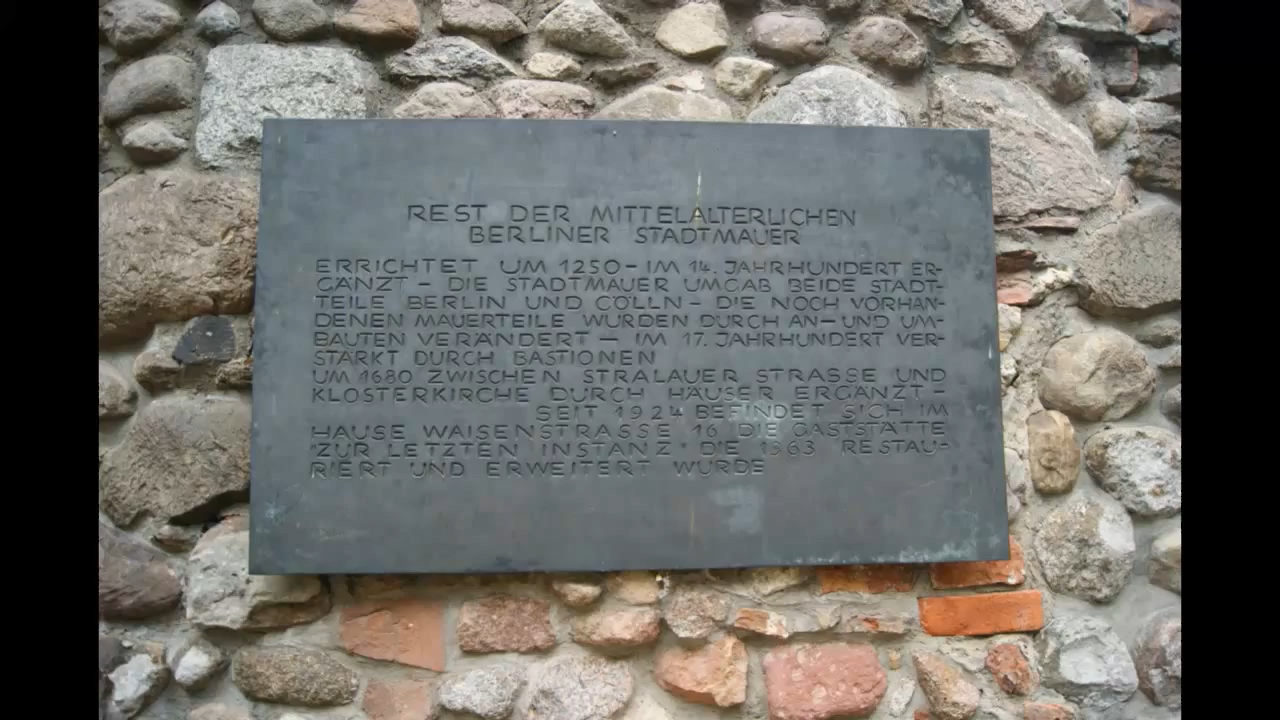 REST DER MITTELALTERLICHEN
BERLINER STADTMAUER
ERRICHTET UM 1250 – IM 14. JAHRHUNDERT ER-
GÄNZT – DIE STADTMAUER UMGAB BEIDE STADT-
TEILE BERLIN UND CÖLLN – DIE NOCH VORHAN-
DENEN MAUERTEILE WURDEN DURCH AN – UND UM-
BAUTEN VERÄNDERT – IM 17. JAHRHUNDERT VER-
STÄRKT DURCH BASTIONEN
UM 1680 ZWISCHEN STRALAUER STRASSE UND
KLOSTERKIRCHE DURCH HÄUSER ERGÄNZT –
SEIT 1924 BEFINDET SICH IM
HAUSE WAISENSTRASSE 16 DIE GASTSTÄTTE
"ZUR LETZTEN INSTANZ" DIE 1963 RESTAU-
RIERT UND ERWEITERT WURDE